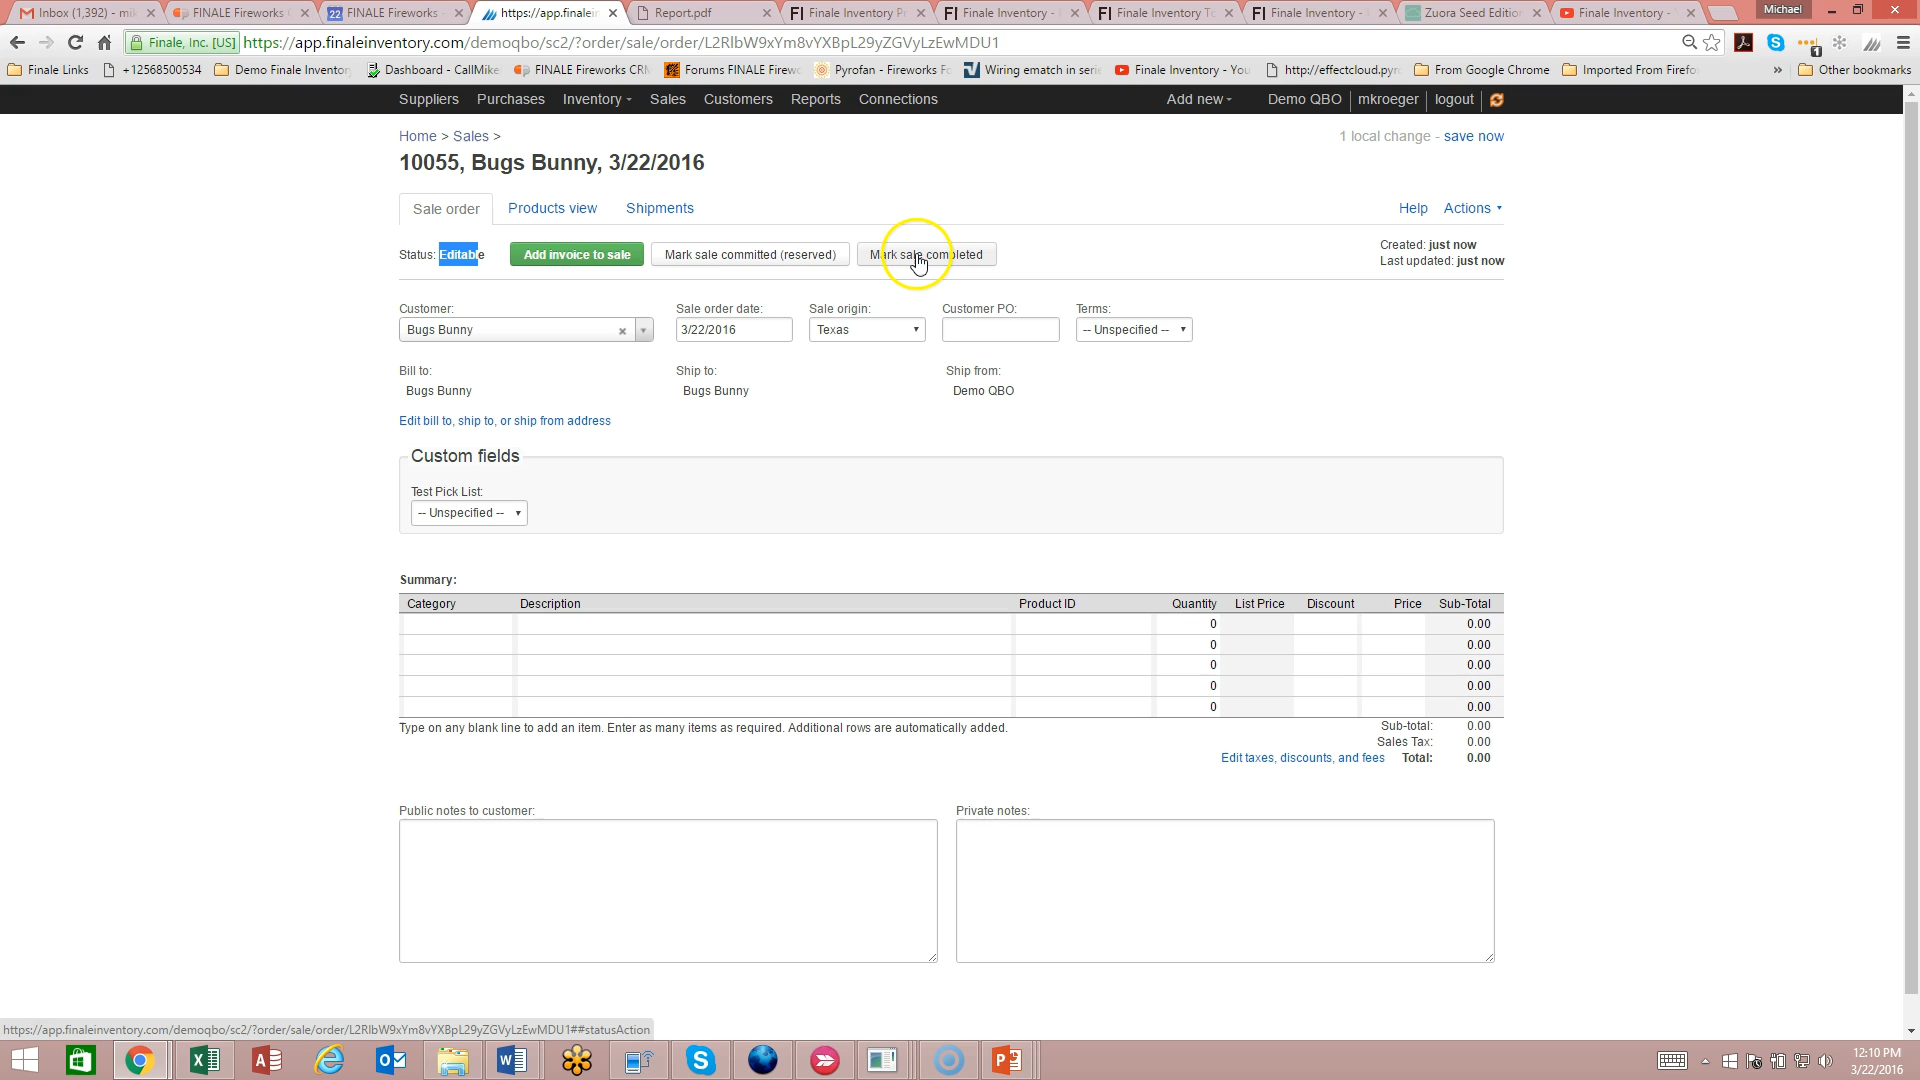 Inbox (1,392) - mi
FINALE Fireworks
FINALE Fireworks
https://app.finalein
Report.pdf
Finale Inventory P
Finale Inventory -
Finale Inventory To
Finale Inventory -
Zuora Seed Edition
Finale Inventory -
Michael
Finale, Inc. [US]
https://app.finaleinventory.com/demoqbo/sc2/?order/sale/order/L2RlbW9xYm8vYXBpL29yZGVyLzEwMDU1
Finale Links
+12568500534
Demo Finale Inventor
Dashboard - CallMike
FINALE Fireworks CRM
Forums FINALE Firew
Pyrofan - Fireworks Fo
Wiring ematch in seri
Finale Inventory - You
http://effectcloud.pyr
From Google Chrome
Imported From Firefo
»
Other bookmarks
Suppliers Purchases Inventory Sales Customers Reports Connections
Add new Demo QBO mkroeger logout
Home > Sales >
1 local change - save now
10055, Bugs Bunny, 3/22/2016
Sale order Products view Shipments
Help Actions
Status: Editable Add invoice to sale Mark sale committed (reserved) Mark sale completed
Created: just now
Last updated: just now
Customer: Sale order date: Sale origin: Customer PO: Terms:
Bugs Bunny 3/22/2016 Texas -- Unspecified --
Bill to: Ship to: Ship from:
Bugs Bunny Bugs Bunny Demo QBO
Edit bill to, ship to, or ship from address
Custom fields
Test Pick List:
-- Unspecified --
Summary:
Category Description Product ID Quantity List Price Discount Price Sub-Total
0 0.00
0 0.00
0 0.00
0 0.00
0 0.00
Type on any blank line to add an item. Enter as many items as required. Additional rows are automatically added.
Sub-total: 0.00
Sales Tax: 0.00
Edit taxes, discounts, and fees Total: 0.00
Public notes to customer: Private notes:
https://app.finaleinventory.com/demoqbo/sc2/?order/sale/order/L2RlbW9xYm8vYXBpL29yZGVyLzEwMDU1##statusAction
12:10 PM
3/22/2016